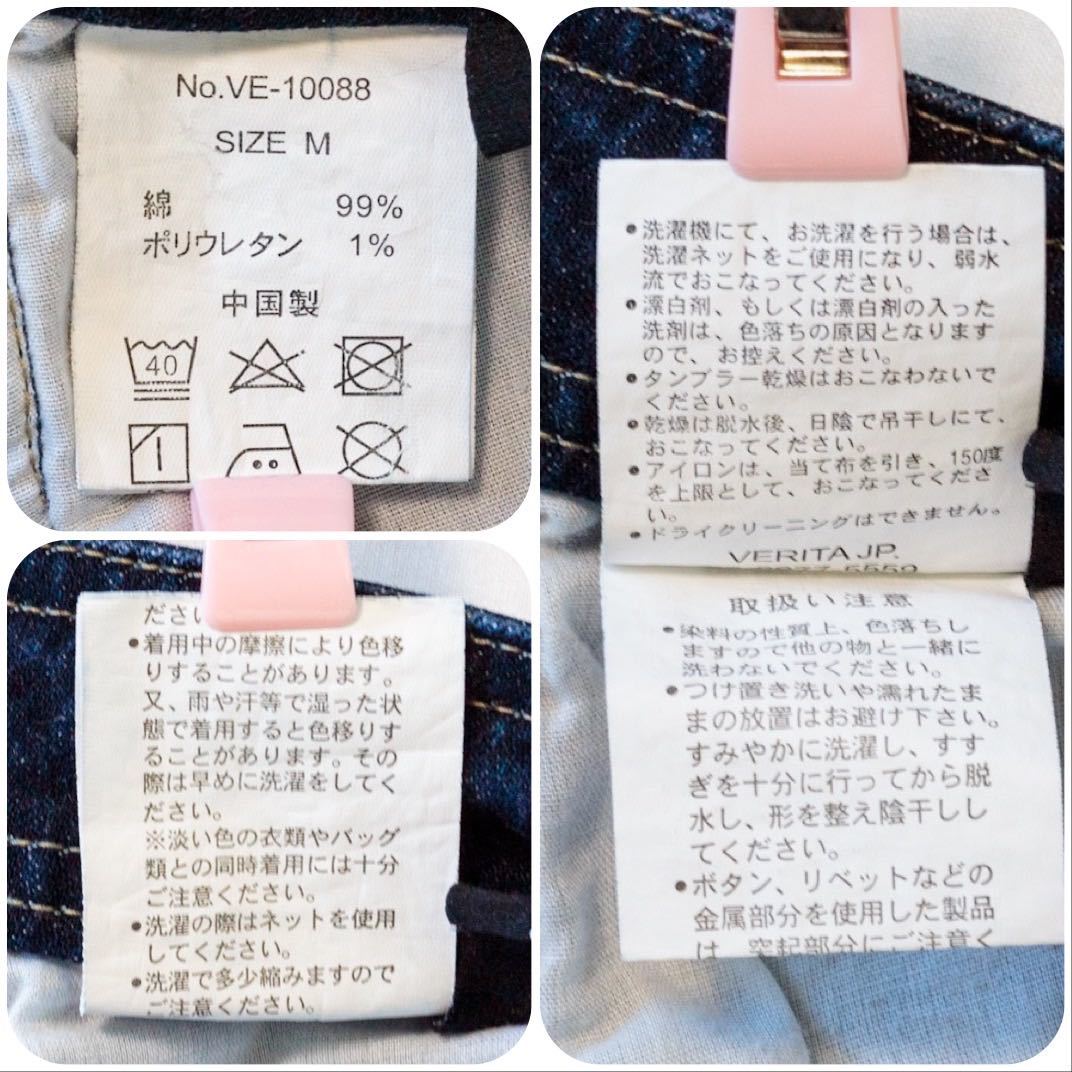 No.VE-10088
SIZE M
綿 99%
ポリウレタン 1%
中国製
40
•洗濯機にて、お洗濯を行う場合は、
洗濯ネットをご使用になり、弱水
流でおこなってください。
•漂白剤、もしくは漂白剤の入った
洗剤は、色落ちの原因となります
ので、お控えください。
•タンブラー乾燥はおこなわないで
ください。
•乾燥は脱水後、日陰で吊干しにて、
おこなってください。
•アイロンは、当て布を引き、150度
を上限として、おこなってくださ
い。
•ドライクリーニングはできません。
VERITA JP.
5559
取扱い注意
•染料の性質上、色落ちし
ますので他の物と一緒に
洗わないでください。
•つけ置き洗いや濡れたま
まの放置はお避け下さい。
すみやかに洗濯し、すす
ぎを十分に行ってから脱
水し、形を整え陰干しし
てください。
•ボタン、リベットなどの
金属部分を使用した製品
は、突起部分にご注意く
ださい
•着用中の摩擦により色移
りすることがあります。
又、雨や汗等で湿った状
態で着用すると色移りす
ることがあります。その
際は早めに洗濯をしてく
ださい。
※淡い色の衣類やバッグ
類との同時着用には十分
ご注意ください。
•洗濯の際はネットを使用
してください。
•洗濯で多少縮みますので
ご注意ください。